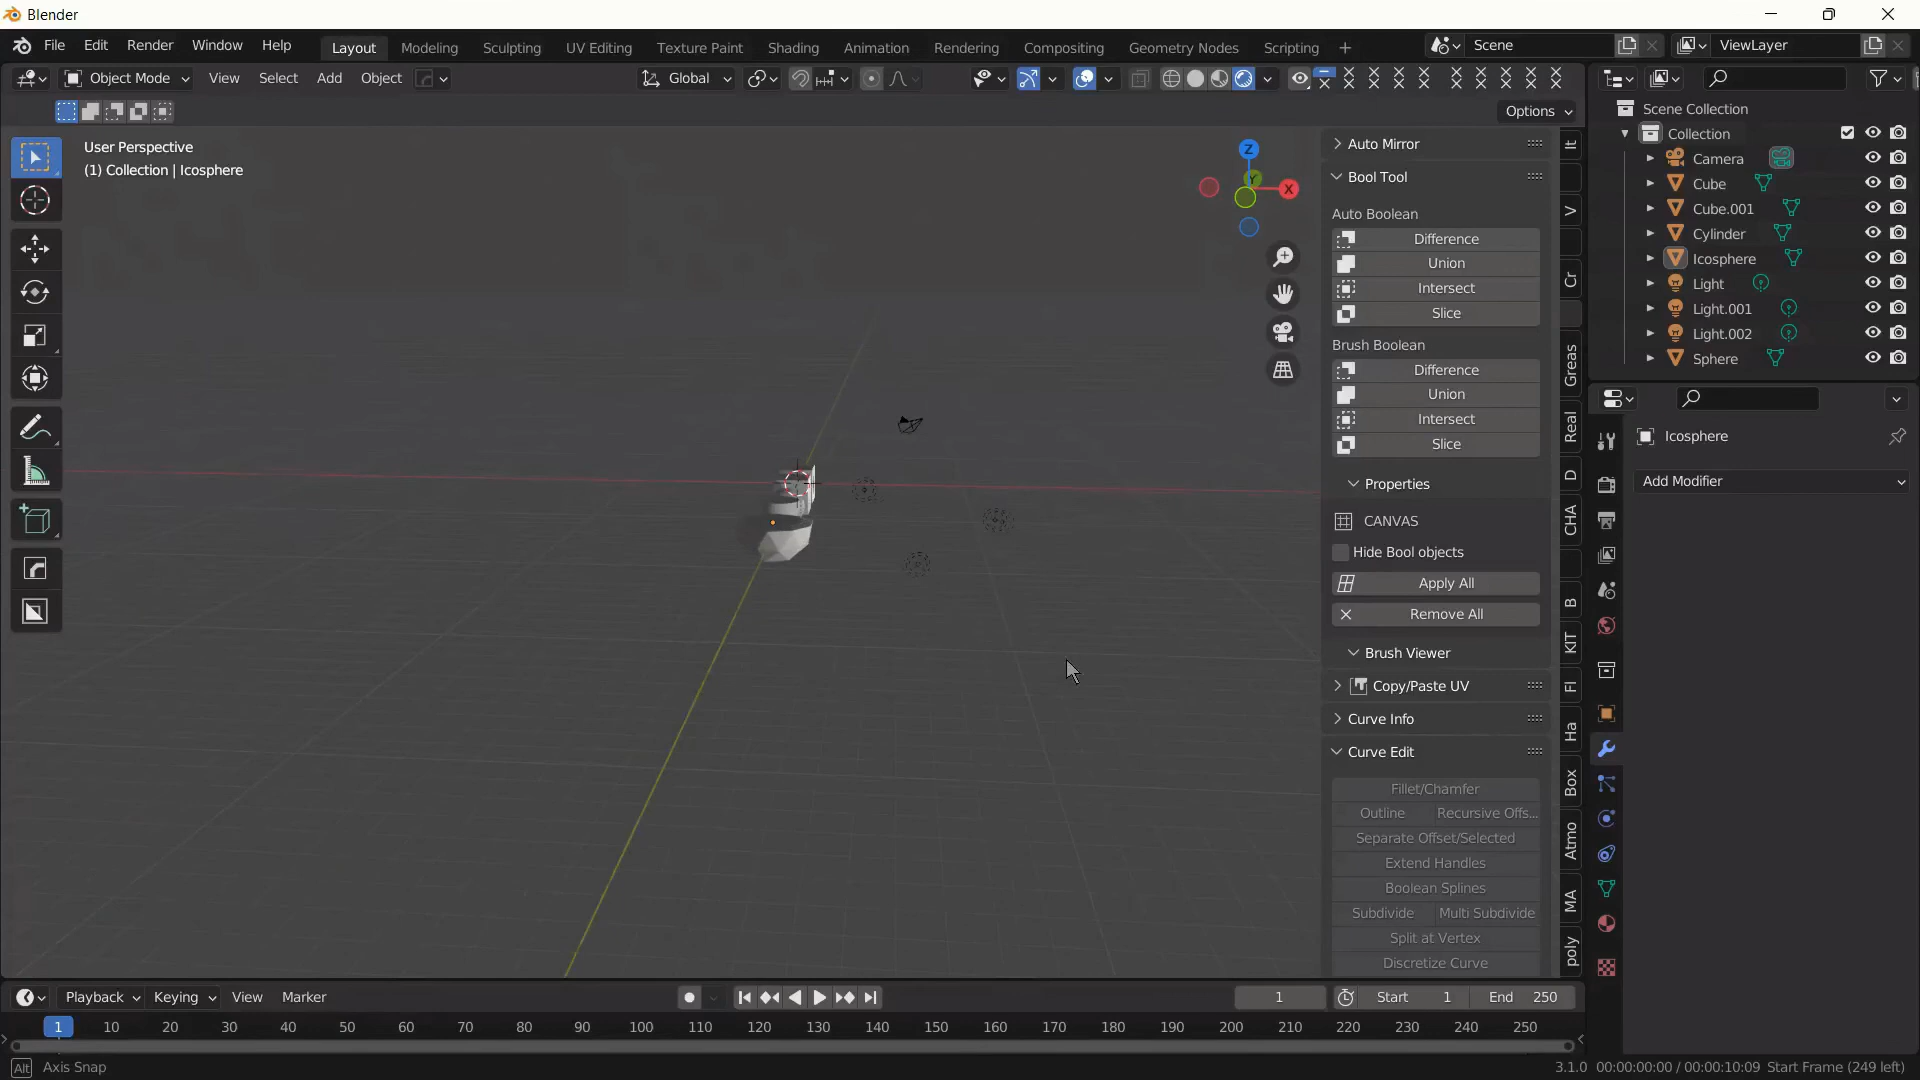 Blender
File Edit Render Window Help Layout Modeling Sculpting UV Editing Texture Paint Shading Animation Rendering Compositing Geometry Nodes Scripting + Scene ViewLayer
Object Mode View Select Add Object Global
Options
User Perspective
(1) Collection | Icosphere
Z
Y
X
Auto Mirror
Bool Tool
Auto Boolean
Difference
Union
Intersect
Slice
Brush Boolean
Difference
Union
Intersect
Slice
Properties
CANVAS
Hide Bool objects
Apply All
Remove All
Brush Viewer
Copy/Paste UV
Curve Info
Curve Edit
Fillet/Chamfer
Outline Recursive Offs...
Separate Offset/Selected
Extend Handles
Boolean Splines
Subdivide Multi Subdivide
Split at Vertex
Discretize Curve
It
V
Cr
Greas
Real
D
CHA
B
KIT
Fl
Ha
Box
Atmo
MA
poly
Scene Collection
Collection
Camera
Cube
Cube.001
Cylinder
Icosphere
Light
Light.001
Light.002
Sphere
Icosphere
Add Modifier
Playback Keying View Marker 1 Start 1 End 250
1 10 20 30 40 50 60 70 80 90 100 110 120 130 140 150 160 170 180 190 200 210 220 230 240 250
Alt Axis Snap 3.1.0 00:00:00:00 / 00:00:10:09 Start Frame (249 left)